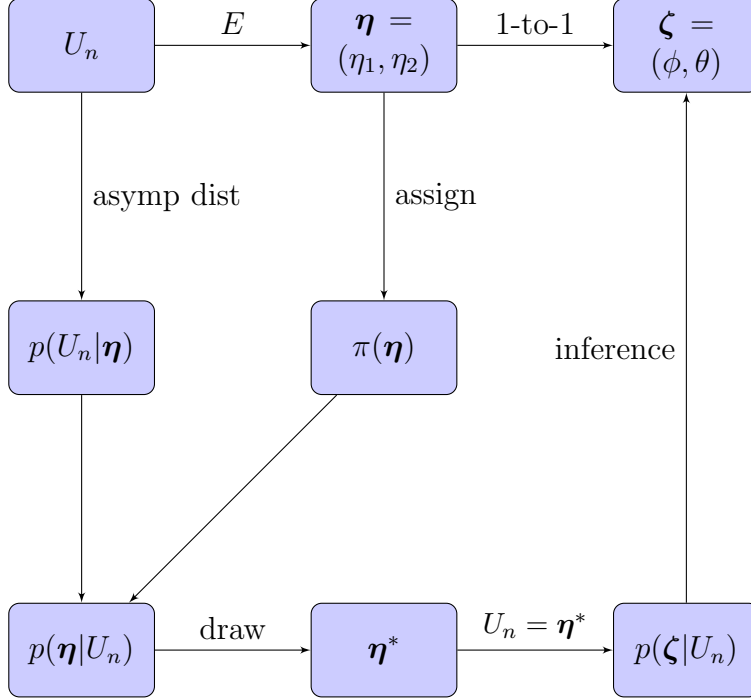 U_n
E
𝜼 =
(η_1, η_2)
1-to-1
𝜻 =
(ϕ, θ)
asymp dist
assign
p(U_n|𝜼)
π(𝜼)
inference
p(𝜼|U_n)
draw
𝜼*
U_n = 𝜼*
p(𝜻|U_n)